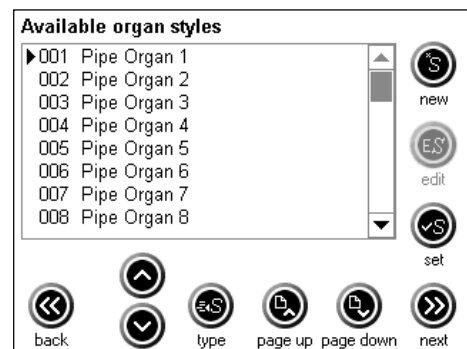 Available organ styles
001 Pipe Organ 1
002 Pipe Organ 2
003 Pipe Organ 3
004 Pipe Organ 4
005 Pipe Organ 5
006 Pipe Organ 6
007 Pipe Organ 7
008 Pipe Organ 8
*S
new
ES
edit
✓S
set
S
back
type
page up
page down
next